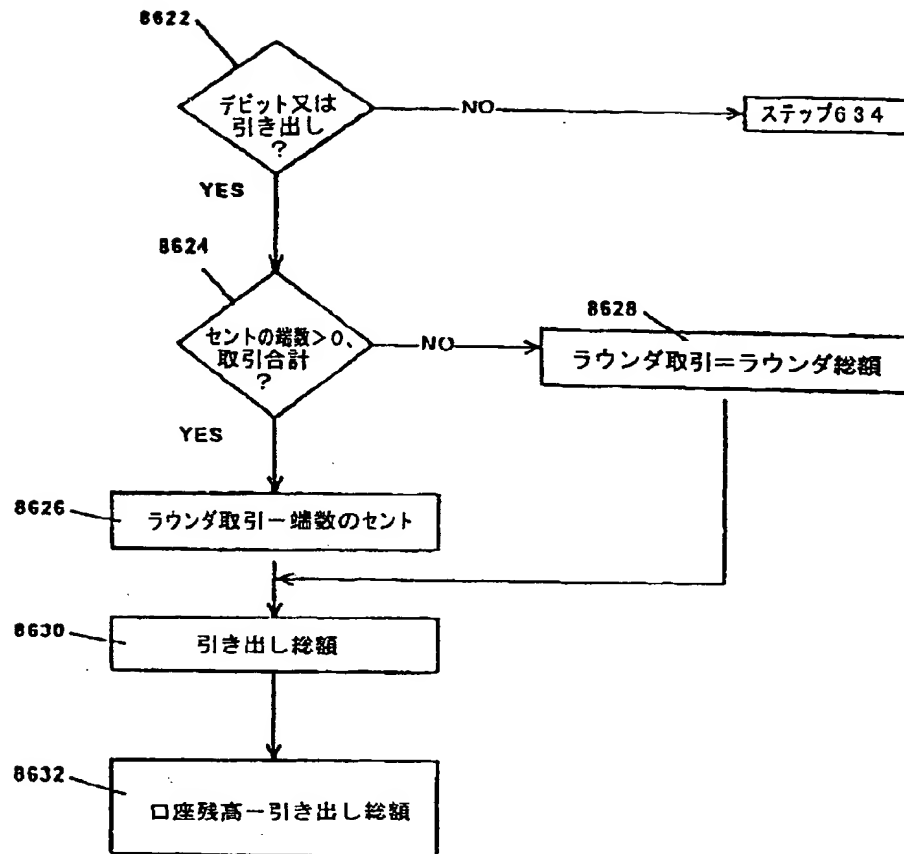 8622
デビット又は
引き出し
?
NO
ステップ634
YES
8624
セントの端数>0、
取引合計
?
NO
8628
ラウンダ取引=ラウンダ総額
YES
8626
ラウンダ取引-端数のセント
8630
引き出し総額
8632
口座残高-引き出し総額